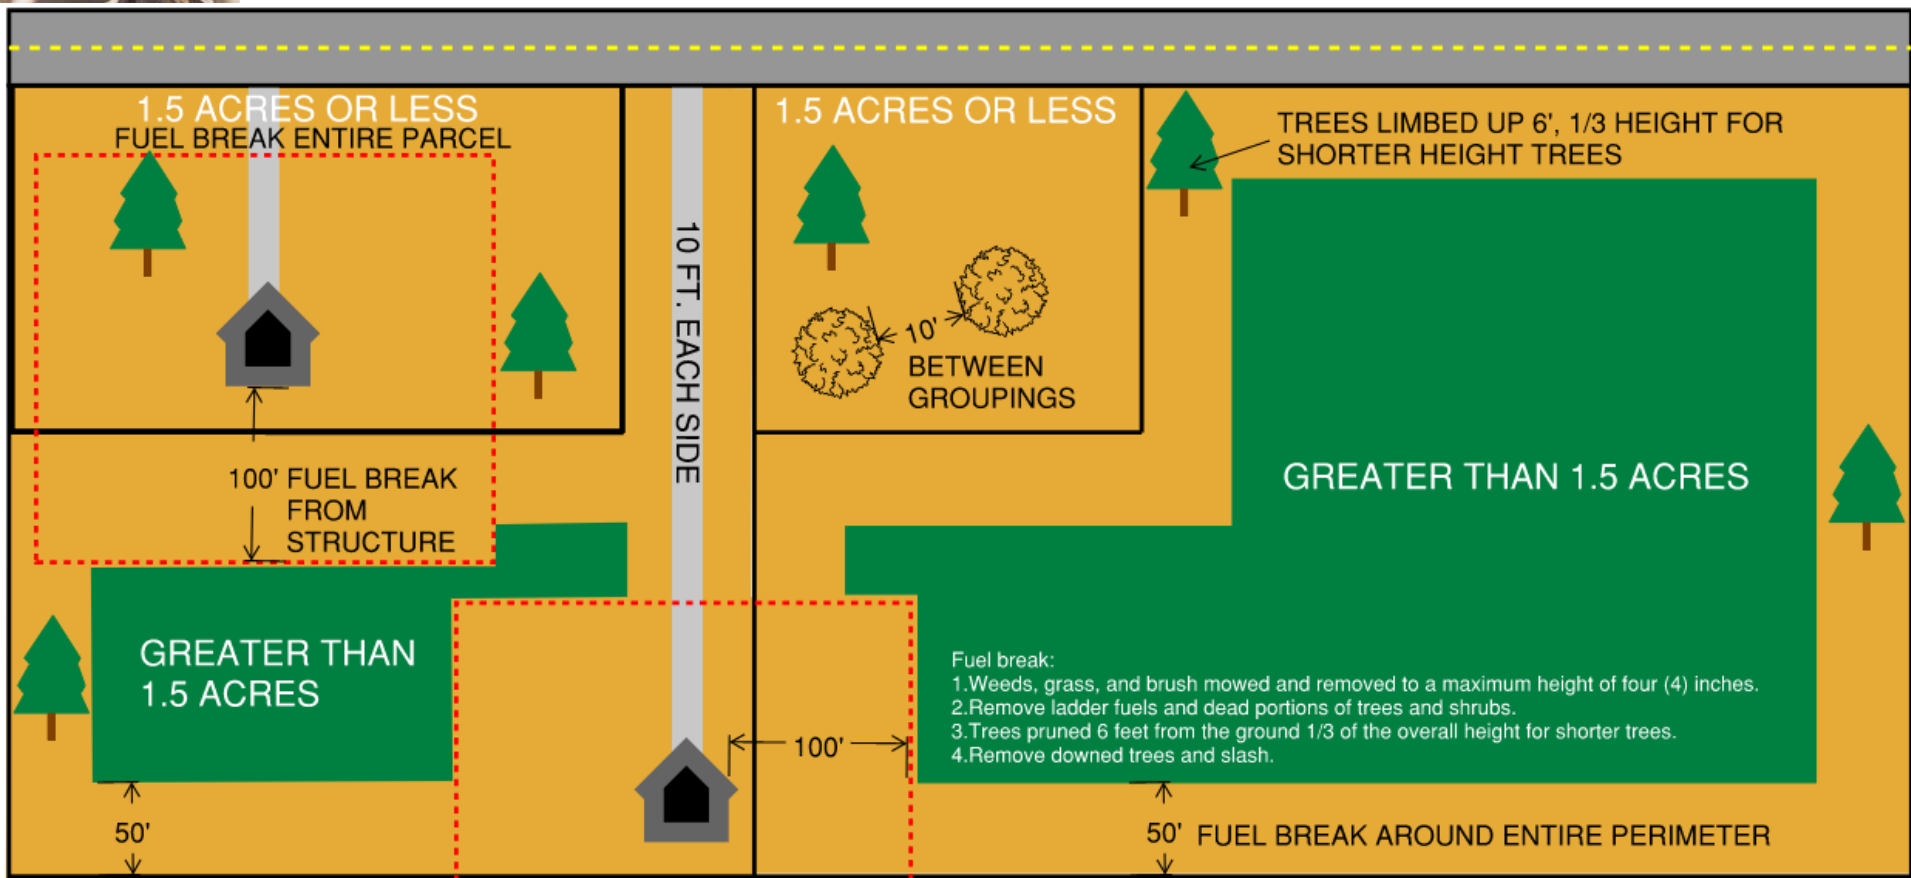 1.5 ACRES OR LESS
FUEL BREAK ENTIRE PARCEL
1.5 ACRES OR LESS
TREES LIMBED UP 6', 1/3 HEIGHT FOR
SHORTER HEIGHT TREES
10 FT. EACH SIDE
10'
BETWEEN
GROUPINGS
100' FUEL BREAK
FROM
STRUCTURE
GREATER THAN 1.5 ACRES
GREATER THAN
1.5 ACRES
Fuel break:
1.Weeds, grass, and brush mowed and removed to a maximum height of four (4) inches.
2.Remove ladder fuels and dead portions of trees and shrubs.
3.Trees pruned 6 feet from the ground 1/3 of the overall height for shorter trees.
4.Remove downed trees and slash.
100'
50'
50' FUEL BREAK AROUND ENTIRE PERIMETER